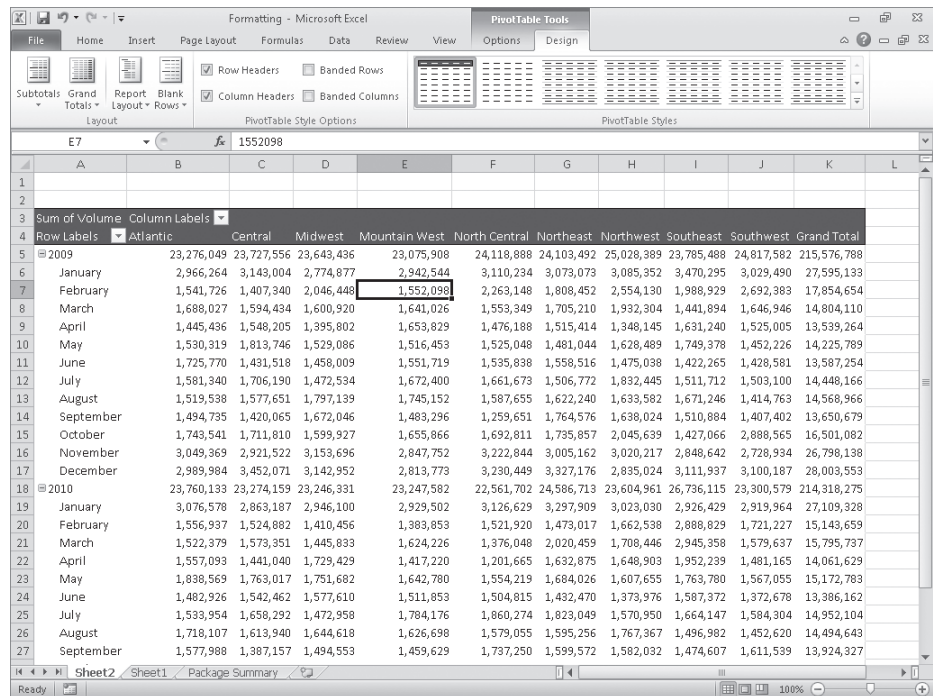 Formatting - Microsoft Excel
PivotTable Tools
File Home Insert Page Layout Formulas Data Review View Options Design
Subtotals Grand Totals Report Layout Blank Rows
Row Headers Banded Rows
Column Headers Banded Columns
Layout PivotTable Style Options PivotTable Styles
E7 fx 1552098
A B C D E F G H I J K L
1
2
3 Sum of Volume Column Labels
4 Row Labels Atlantic Central Midwest Mountain West North Central Northeast Northwest Southeast Southwest Grand Total
5 2009 23,276,049 23,727,556 23,643,436 23,075,908 24,118,888 24,103,492 25,028,389 23,785,488 24,817,582 215,576,788
6 January 2,966,264 3,143,004 2,774,877 2,942,544 3,110,234 3,073,073 3,085,352 3,470,295 3,029,490 27,595,133
7 February 1,541,726 1,407,340 2,046,448 1,552,098 2,263,148 1,808,452 2,554,130 1,988,929 2,692,383 17,854,654
8 March 1,688,027 1,594,434 1,600,920 1,641,026 1,553,349 1,705,210 1,932,304 1,441,894 1,646,946 14,804,110
9 April 1,445,436 1,548,205 1,395,802 1,653,829 1,476,188 1,515,414 1,348,145 1,631,240 1,525,005 13,539,264
10 May 1,530,319 1,813,746 1,529,086 1,516,453 1,525,048 1,481,044 1,628,489 1,749,378 1,452,226 14,225,789
11 June 1,725,770 1,431,518 1,458,009 1,551,719 1,535,838 1,558,516 1,475,038 1,422,265 1,428,581 13,587,254
12 July 1,581,340 1,706,190 1,472,534 1,672,400 1,661,673 1,506,772 1,832,445 1,511,712 1,503,100 14,448,166
13 August 1,519,538 1,577,651 1,797,139 1,745,152 1,587,655 1,622,240 1,633,582 1,671,246 1,414,763 14,568,966
14 September 1,494,735 1,420,065 1,672,046 1,483,296 1,259,651 1,764,576 1,638,024 1,510,884 1,407,402 13,650,679
15 October 1,743,541 1,711,810 1,599,927 1,655,866 1,692,811 1,735,857 2,045,639 1,427,066 2,888,565 16,501,082
16 November 3,049,369 2,921,522 3,153,696 2,847,752 3,222,844 3,005,162 3,020,217 2,848,642 2,728,934 26,798,138
17 December 2,989,984 3,452,071 3,142,952 2,813,773 3,230,449 3,327,176 2,835,024 3,111,937 3,100,187 28,003,553
18 2010 23,760,133 23,274,159 23,246,331 23,247,582 22,561,702 24,586,713 23,604,961 26,736,115 23,300,579 214,318,275
19 January 3,076,578 2,863,187 2,946,100 2,929,502 3,126,629 3,297,909 3,023,030 2,926,429 2,919,964 27,109,328
20 February 1,556,937 1,524,882 1,410,456 1,383,853 1,521,920 1,473,017 1,662,538 2,888,829 1,721,227 15,143,659
21 March 1,522,379 1,573,351 1,445,833 1,624,226 1,376,048 2,020,459 1,708,446 2,945,358 1,579,637 15,795,737
22 April 1,557,093 1,441,040 1,729,429 1,417,220 1,201,665 1,632,875 1,648,903 1,952,239 1,481,165 14,061,629
23 May 1,838,569 1,763,017 1,751,682 1,642,780 1,554,219 1,684,026 1,607,655 1,763,780 1,567,055 15,172,783
24 June 1,482,926 1,542,462 1,577,610 1,511,853 1,504,815 1,432,470 1,373,976 1,587,372 1,372,678 13,386,162
25 July 1,533,954 1,658,292 1,472,958 1,784,176 1,860,274 1,823,049 1,570,950 1,664,147 1,584,304 14,952,104
26 August 1,718,107 1,613,940 1,644,618 1,626,698 1,579,055 1,595,256 1,767,367 1,496,982 1,452,620 14,494,643
27 September 1,577,988 1,387,157 1,494,553 1,459,629 1,737,250 1,599,572 1,582,032 1,474,607 1,611,539 13,924,327
Sheet2 Sheet1 Package Summary
Ready 100%